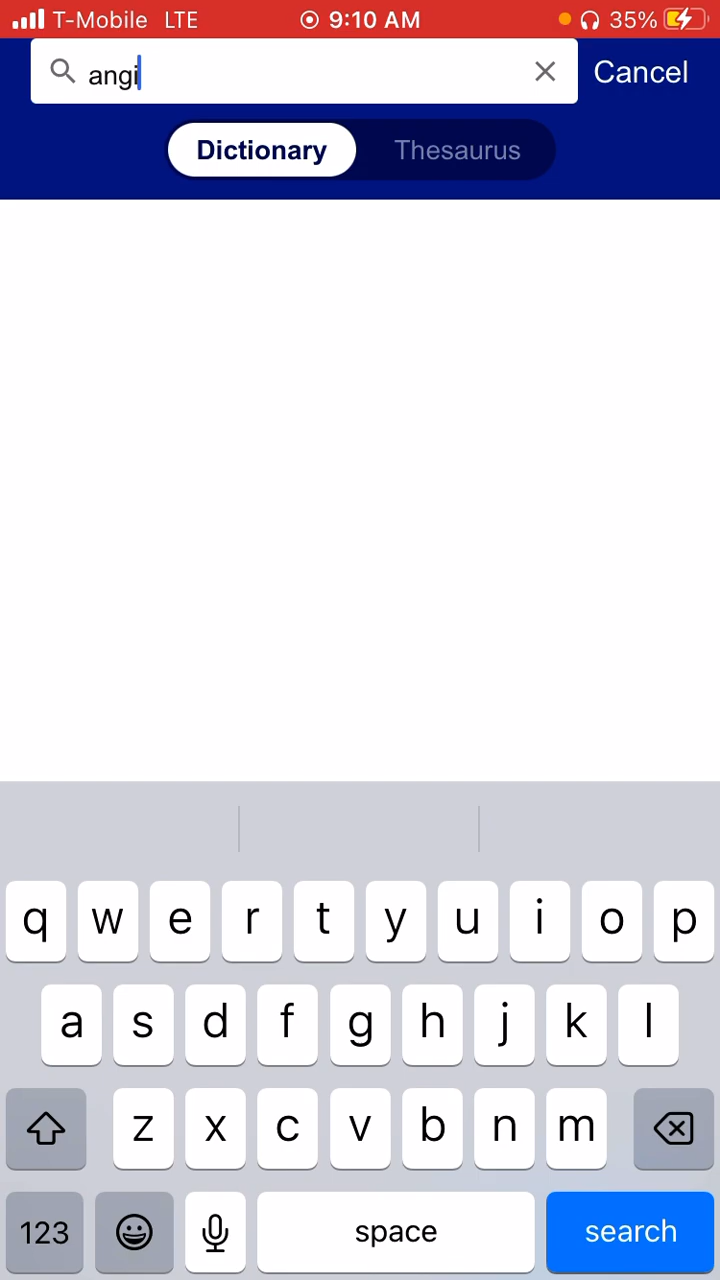 T-Mobile LTE 9:10 AM 35%
angi Cancel
Dictionary Thesaurus
q w e r t y u i o p
a s d f g h j k l
z x c v b n m
123 space search